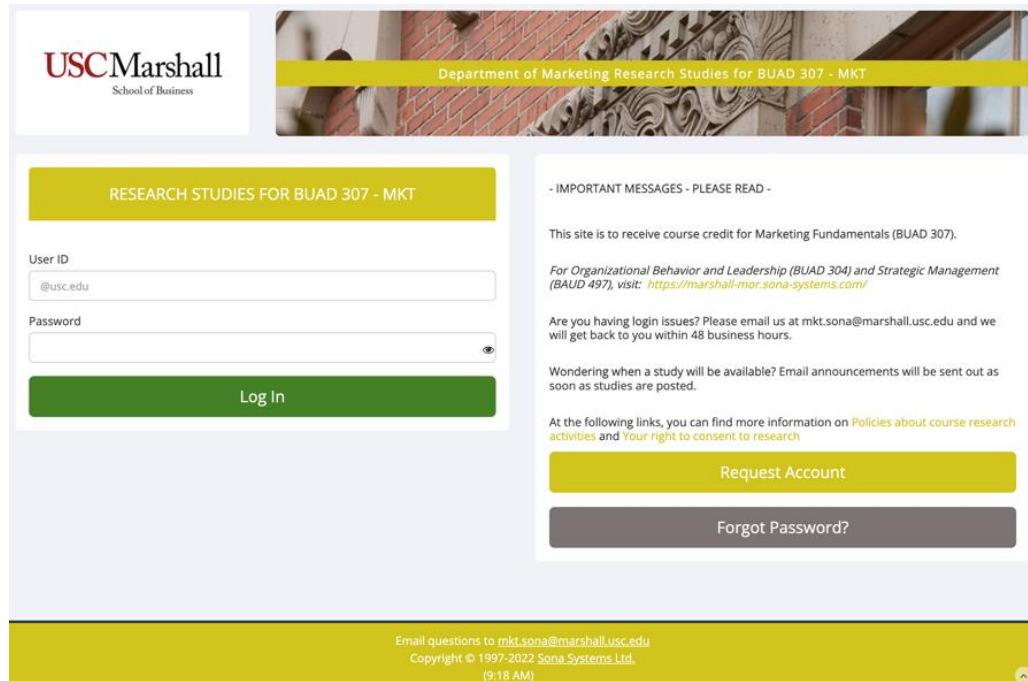 USCMarshall
School of Business
Department of Marketing Research Studies for BUAD 307 - MKT
RESEARCH STUDIES FOR BUAD 307 - MKT
User ID
@usc.edu
Password
Log In
- IMPORTANT MESSAGES - PLEASE READ -
This site is to receive course credit for Marketing Fundamentals (BUAD 307).
For Organizational Behavior and Leadership (BUAD 304) and Strategic Management
(BAUD 497), visit: https://marshall-mor.sona-systems.com/
Are you having login issues? Please email us at mkt.sona@marshall.usc.edu and we
will get back to you within 48 business hours.
Wondering when a study will be available? Email announcements will be sent out as
soon as studies are posted.
At the following links, you can find more information on Policies about course research
activities and Your right to consent to research
Request Account
Forgot Password?
Email questions to mkt.sona@marshall.usc.edu
Copyright © 1997-2022 Sona Systems Ltd.
(9:18 AM)